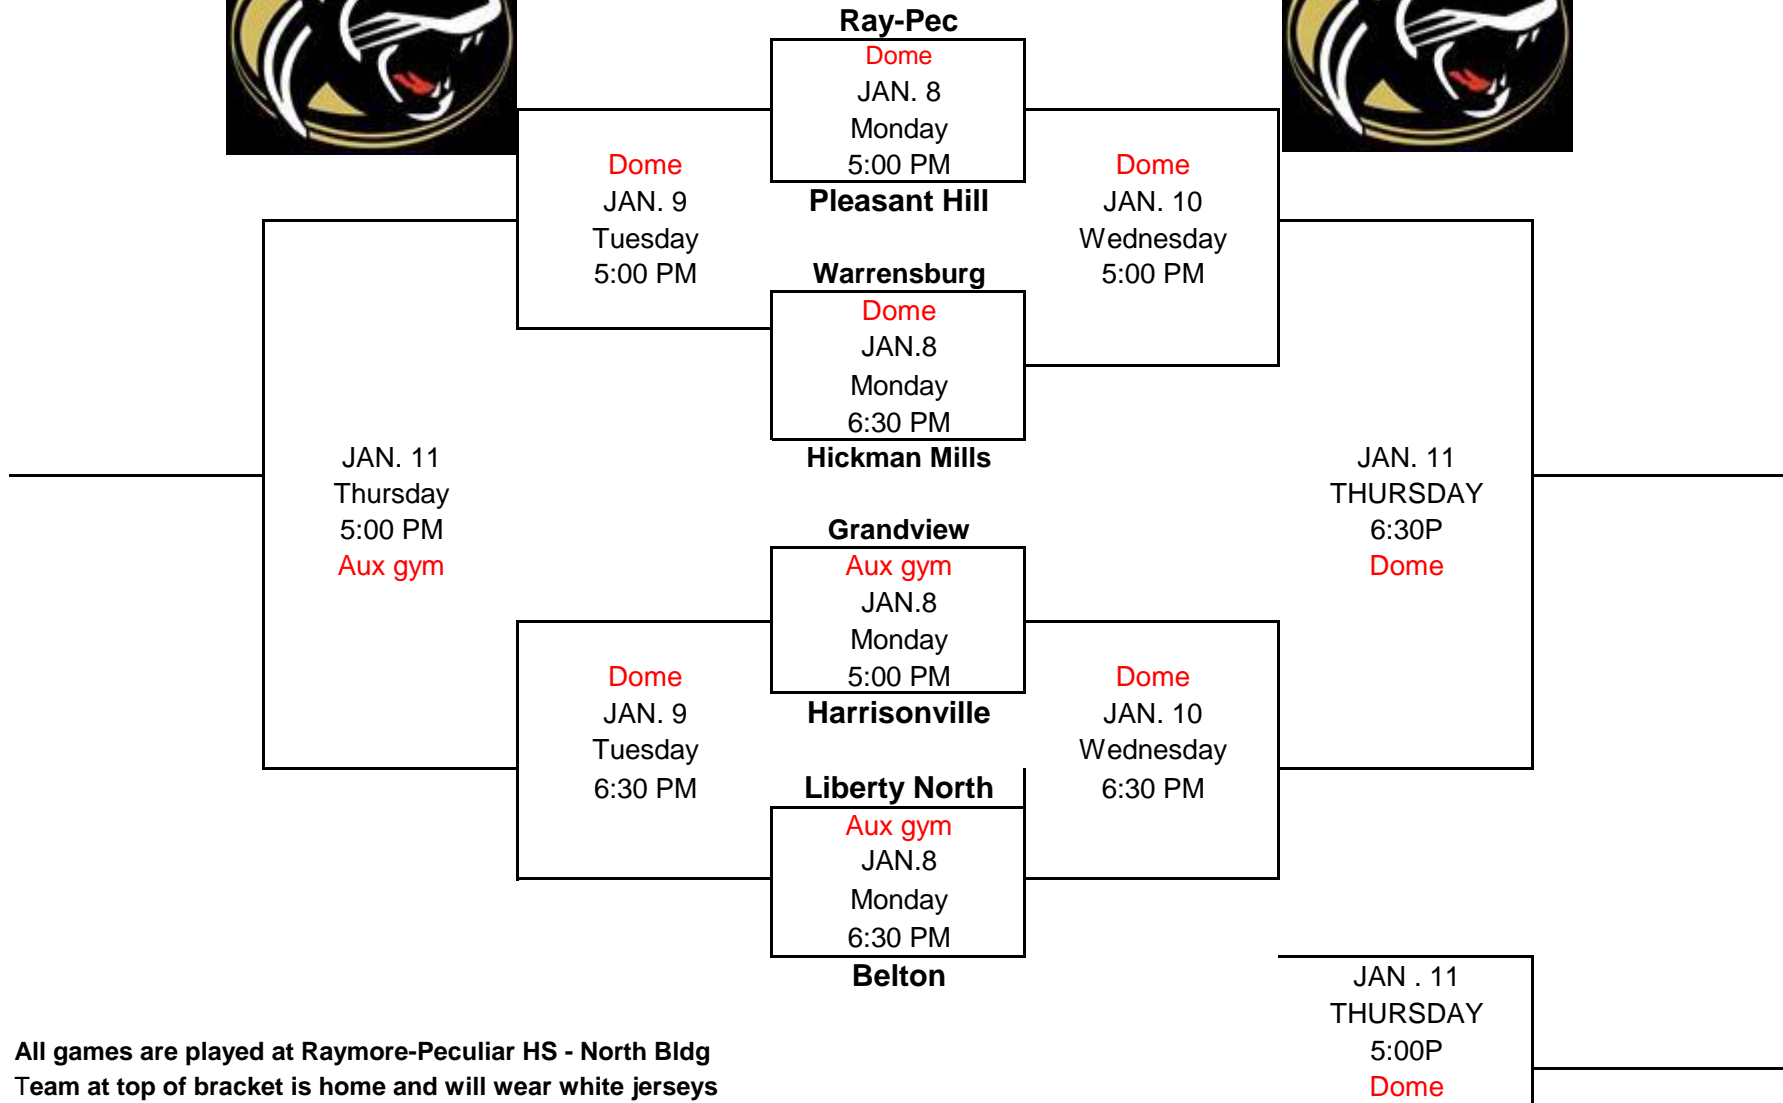 Ray-Pec
Dome
JAN. 8
Monday
5:00 PM
Pleasant Hill
Dome
JAN. 9
Tuesday
5:00 PM
Dome
JAN. 10
Wednesday
5:00 PM
Warrensburg
Dome
JAN.8
Monday
6:30 PM
Hickman Mills
JAN. 11
Thursday
5:00 PM
Aux gym
JAN. 11
THURSDAY
6:30P
Dome
Grandview
Aux gym
JAN.8
Monday
5:00 PM
Harrisonville
Dome
JAN. 9
Tuesday
6:30 PM
Dome
JAN. 10
Wednesday
6:30 PM
Liberty North
Aux gym
JAN.8
Monday
6:30 PM
Belton
JAN . 11
THURSDAY
5:00P
Dome
All games are played at Raymore-Peculiar HS - North Bldg
Team at top of bracket is home and will wear white jerseys